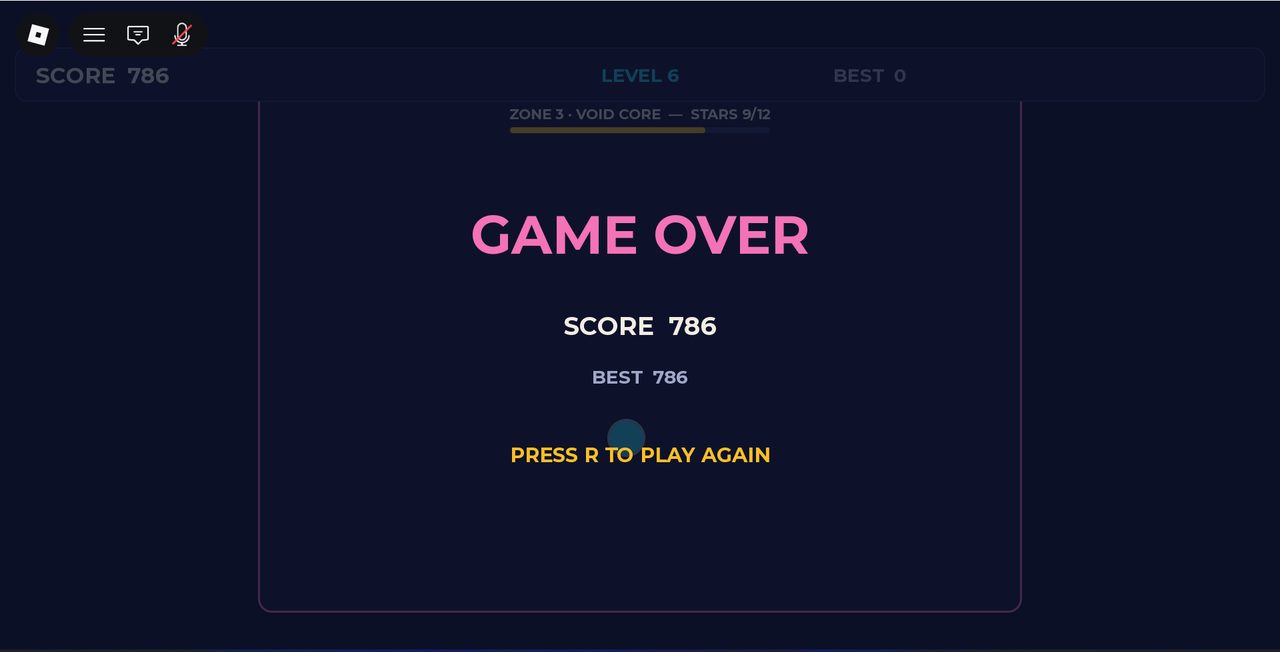 SCORE 786
LEVEL 6
BEST 0
ZONE 3 · VOID CORE — STARS 9/12
GAME OVER
SCORE 786
BEST 786
PRESS R TO PLAY AGAIN